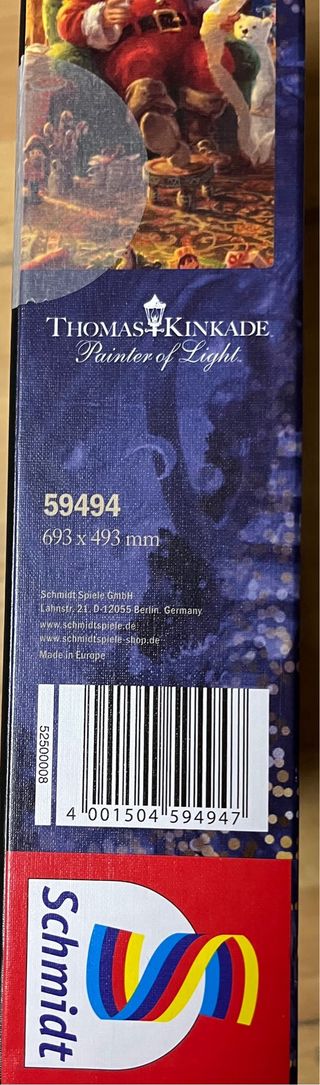 THOMAS KINKADE
Painter of Light™
59494
693 x 493 mm
Schmidt Spiele GmbH
Lahnstr. 21. D-12055 Berlin. Germany
www.schmidtspiele.de
www.schmidtspiele-shop.de
Made in Europe
52500008
4 001504 594947
Schmidt